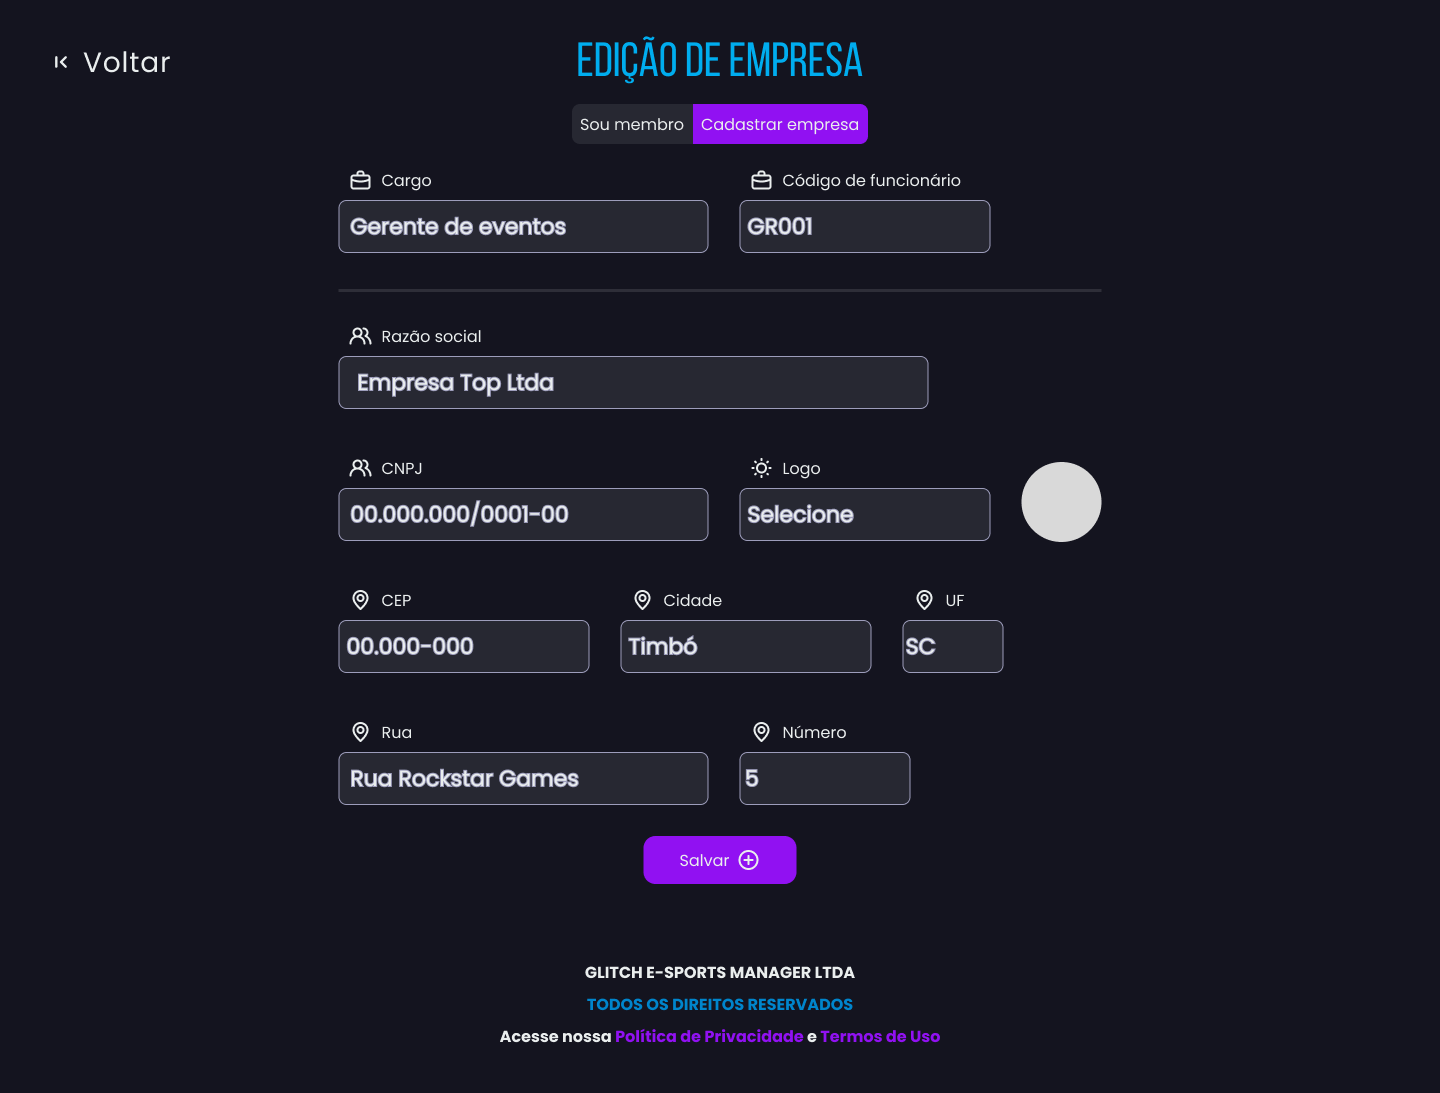 Voltar
EDIÇÃO DE EMPRESA
Sou membro Cadastrar empresa
Cargo Código de funcionário
Gerente de eventos GR001
Razão social
Empresa Top Ltda
CNPJ Logo
00.000.000/0001-00 Selecione
CEP Cidade UF
00.000-000 Timbó SC
Rua Número
Rua Rockstar Games 5
Salvar
GLITCH E-SPORTS MANAGER LTDA
TODOS OS DIREITOS RESERVADOS
Acesse nossa Política de Privacidade e Termos de Uso